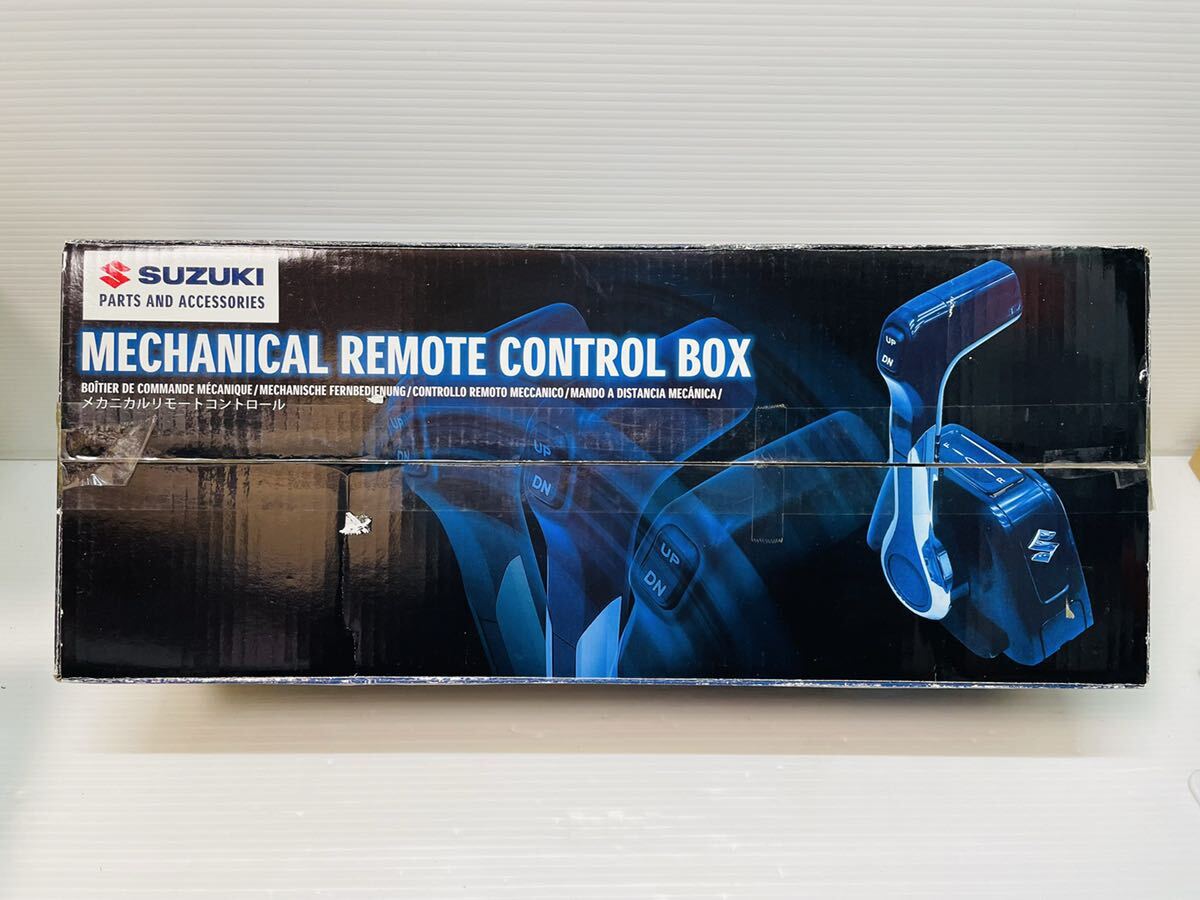 SUZUKI
PARTS AND ACCESSORIES
MECHANICAL REMOTE CONTROL BOX
BOÎTIER DE COMMANDE MÉCANIQUE/MECHANISCHE FERNBEDIENUNG/CONTROLLO REMOTO MECCANICO/MANDO A DISTANCIA MECÁNICA/
メカニカルリモートコントロール
UP
DN
UP
DN
UP
DN
UP
DN
F
R